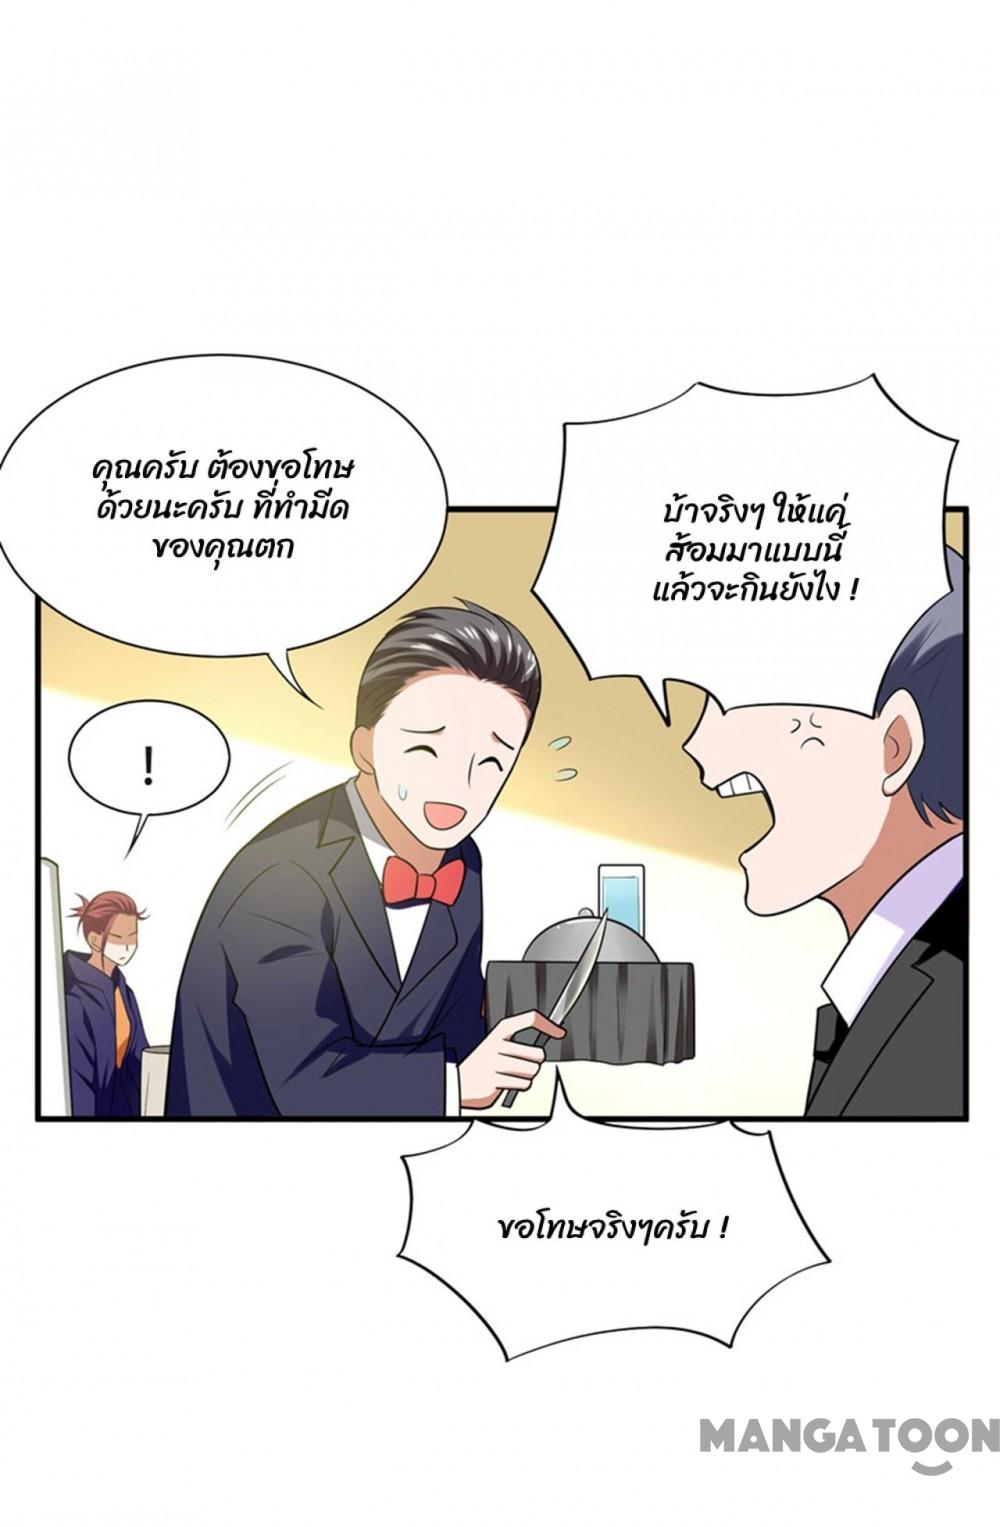 คุณครับ ต้องขอโทษ
ด้วยนะครับ ที่ทำมีด
ของคุณตก
บ้าจริงๆ ให้แค่
ส้อมมาแบบนี้
แล้วจะกินยังไง !
!
ขอโทษจริงๆครับ !
MANGATOON